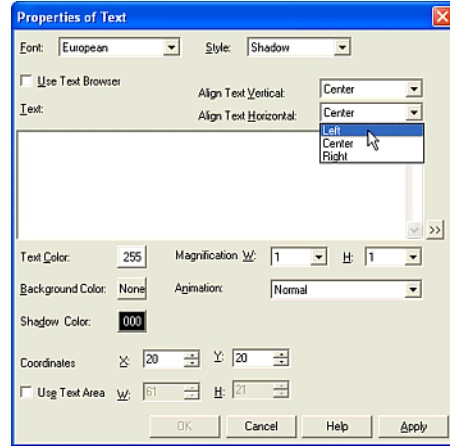 Properties of Text
Font: European Style: Shadow
Use Text Browser
Align Text Vertical: Center
Text: Align Text Horizontal: Center
Left
Center
Right
>>
Text Color: 255 Magnification W: 1 H: 1
Background Color: None Animation: Normal
Shadow Color: 000
Coordinates X: 20 Y: 20
Use Text Area W: 61 H: 21
OK Cancel Help Apply